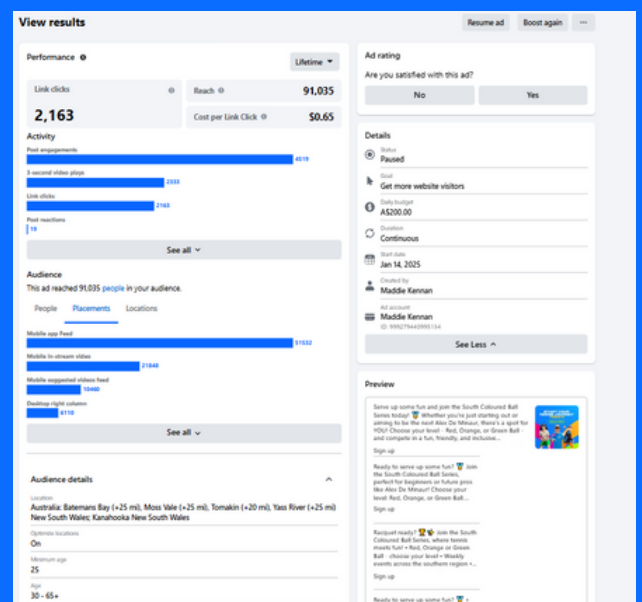 View results
Resume ad
Boost again
Performance
Lifetime
Link clicks
2,163
Reach
91,035
Cost per Link Click
$0.65
Activity
Post engagements
4519
3-second video plays
2335
Link clicks
2163
Post reactions
19
See all
Audience
This ad reached 91,035 people in your audience.
People Placements Locations
Mobile app Feed
51532
Mobile in-stream video
21848
Mobile suggested videos feed
10460
Desktop right column
6110
See all
Audience details
Location
Australia: Batemans Bay (+25 mi), Moss Vale (+25 mi), Tomakin (+20 mi), Yass River (+25 mi)
New South Wales; Kanahooka New South Wales
Optimize locations
On
Minimum age
25
Age
30 - 65+
Ad rating
Are you satisfied with this ad?
No
Yes
Details
Status
Paused
Goal
Get more website visitors
Daily budget
A$200.00
Duration
Continuous
Start date
Jan 14, 2025
Created by
Maddie Kennan
Ad account
Maddie Kennan
ID: 999279440995154
See Less
Preview
Serve up some fun and join the South Coloured Ball
Series today! Whether you're just starting out or
aiming to be the next Alex De Minaur, there's a spot for
YOU! Choose your level - Red, Orange, or Green Ball -
and compete in a fun, friendly, and inclusive...
Sign up
Ready to serve up some fun? Join
the South Coloured Ball Series,
perfect for beginners or future pros
like Alex De Minaur! Choose your
level: Red, Orange, or Green Ball...
Sign up
Racquet ready? Join the South
Coloured Ball Series, where tennis
meets fun! • Red, Orange or Green
Ball - choose your level • Weekly
events across the southern region •...
Sign up
Ready to serve up some fun? •